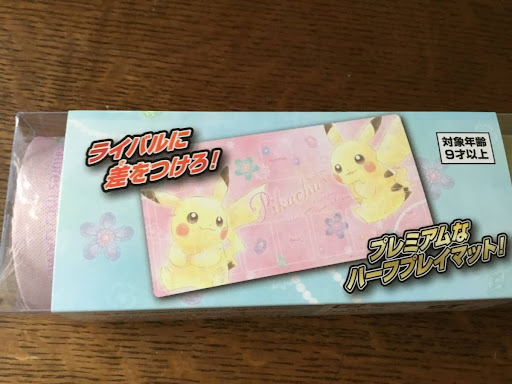 ライバルに
差をつけろ!
対象年齢
9才以上
Pikachu
プレミアムな
ハーフプレイマット!